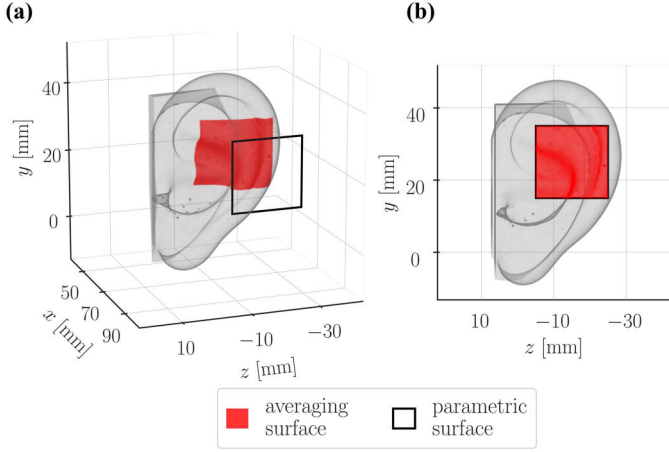 (a)
(b)
40
20
0
y [mm]
50
70
90
x [mm]
10
−10
−30
z [mm]
40
20
0
y [mm]
10
−10
−30
z [mm]
averaging
surface
parametric
surface